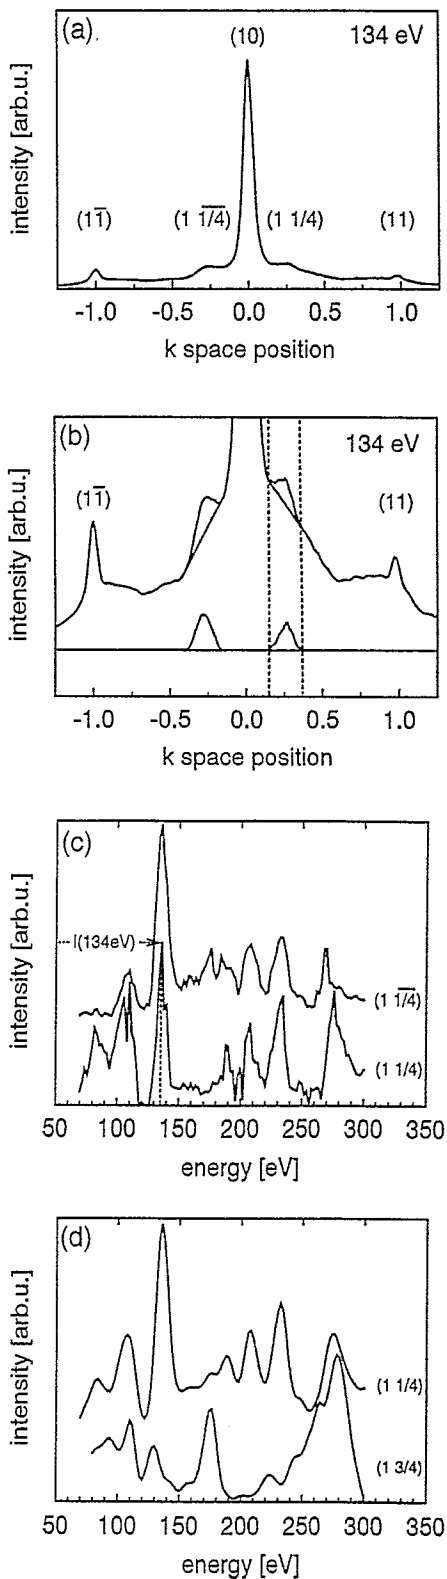 (a)
(10)
134 eV
(11̅)
(1 1̅/̅4̅)
(1 1/4)
(11)
intensity [arb.u.]
-1.0 -0.5 0.0 0.5 1.0
k space position
(b)
134 eV
(11̅)
(11)
intensity [arb.u.]
-1.0 -0.5 0.0 0.5 1.0
k space position
(c)
I(134eV)
(1 1̅/̅4̅)
(1 1/4)
intensity [arb.u.]
50 100 150 200 250 300 350
energy [eV]
(d)
(1 1/4)
(1 3/4)
intensity [arb.u.]
50 100 150 200 250 300 350
energy [eV]